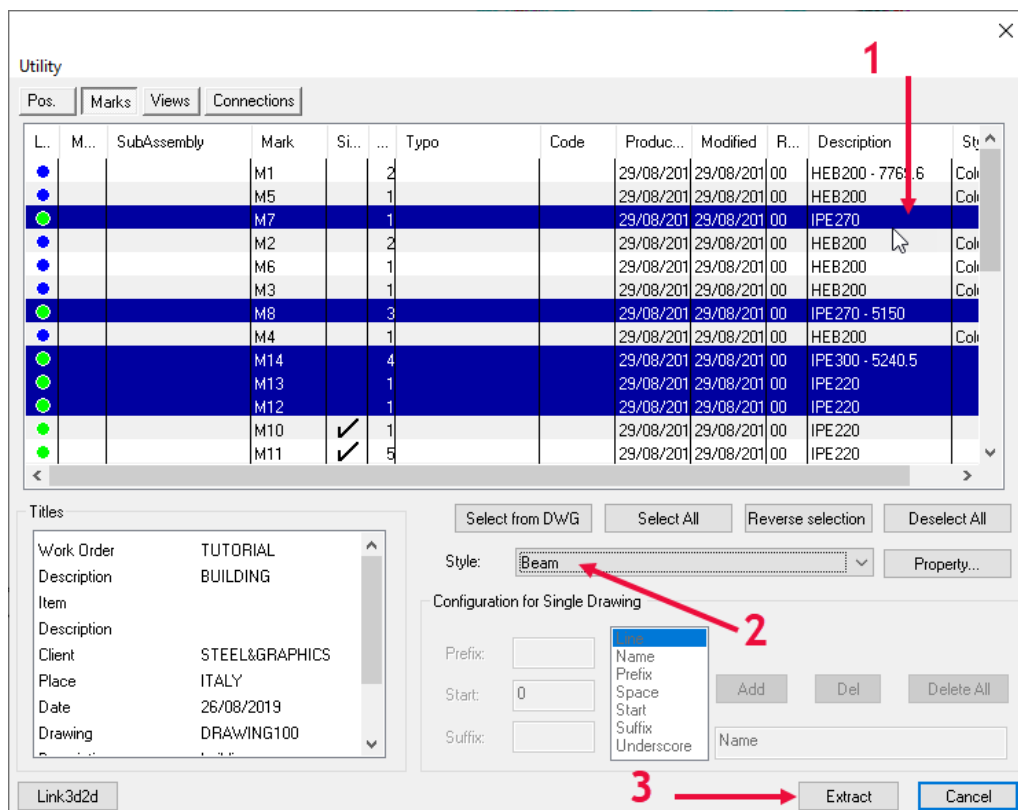 1
Utility
Pos. Marks Views Connections
L... M... SubAssembly Mark Si... ... Typo Code Produc... Modified R... Description Sty
M1 2 29/08/201 29/08/201 00 HEB200 - 7769.6 Colu
M5 1 29/08/201 29/08/201 00 HEB200 Colu
M7 1 29/08/201 29/08/201 00 IPE270
M2 2 29/08/201 29/08/201 00 HEB200 Colu
M6 1 29/08/201 29/08/201 00 HEB200 Colu
M3 1 29/08/201 29/08/201 00 HEB200 Colu
M8 3 29/08/201 29/08/201 00 IPE270 - 5150
M4 1 29/08/201 29/08/201 00 HEB200 Colu
M14 4 29/08/201 29/08/201 00 IPE300 - 5240.5
M13 1 29/08/201 29/08/201 00 IPE220
M12 1 29/08/201 29/08/201 00 IPE220
M10 1 29/08/201 29/08/201 00 IPE220
M11 5 29/08/201 29/08/201 00 IPE220
Titles
Work Order TUTORIAL
Description BUILDING
Item
Description
Client STEEL&GRAPHICS
Place ITALY
Date 26/08/2019
Drawing DRAWING100
Select from DWG Select All Reverse selection Deselect All
Style: Beam Property...
2
Configuration for Single Drawing
Prefix:
Start: 0
Suffix:
Line
Name
Prefix
Space
Start
Suffix
Underscore
Add Del Delete All
Name
Link3d2d
3
Extract Cancel